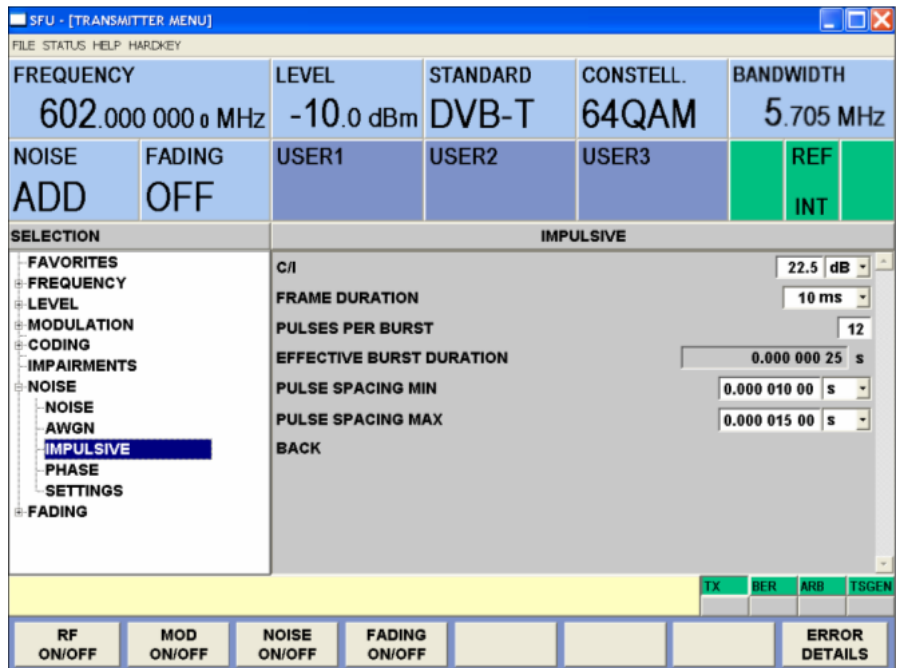 SFU - [TRANSMITTER MENU]
FILE STATUS HELP HARDKEY
FREQUENCY LEVEL STANDARD CONSTELL. BANDWIDTH
602.000 000 0 MHz -10.0 dBm DVB-T 64QAM 5.705 MHz
NOISE FADING USER1 USER2 USER3 REF
ADD OFF INT
SELECTION IMPULSIVE
FAVORITES
FREQUENCY
LEVEL
MODULATION
CODING
IMPAIRMENTS
NOISE
NOISE
AWGN
IMPULSIVE
PHASE
SETTINGS
FADING
C/I 22.5 dB
FRAME DURATION 10 ms
PULSES PER BURST 12
EFFECTIVE BURST DURATION 0.000 000 25 s
PULSE SPACING MIN 0.000 010 00 s
PULSE SPACING MAX 0.000 015 00 s
BACK
TX BER ARB TSGEN
RF MOD NOISE FADING ERROR
ON/OFF ON/OFF ON/OFF ON/OFF DETAILS